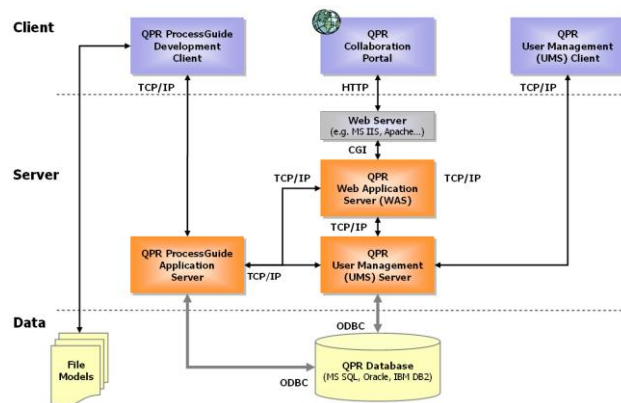 Client
QPR ProcessGuide
Development
Client
QPR
Collaboration
Portal
QPR
User Management
(UMS) Client
TCP/IP
HTTP
TCP/IP
Web Server
(e.g. MS IIS, Apache...)
CGI
Server
TCP/IP
QPR
Web Application
Server (WAS)
TCP/IP
TCP/IP
QPR ProcessGuide
Application
Server
TCP/IP
QPR
User Management
(UMS) Server
Data
ODBC
File
Models
ODBC
QPR Database
(MS SQL, Oracle, IBM DB2)